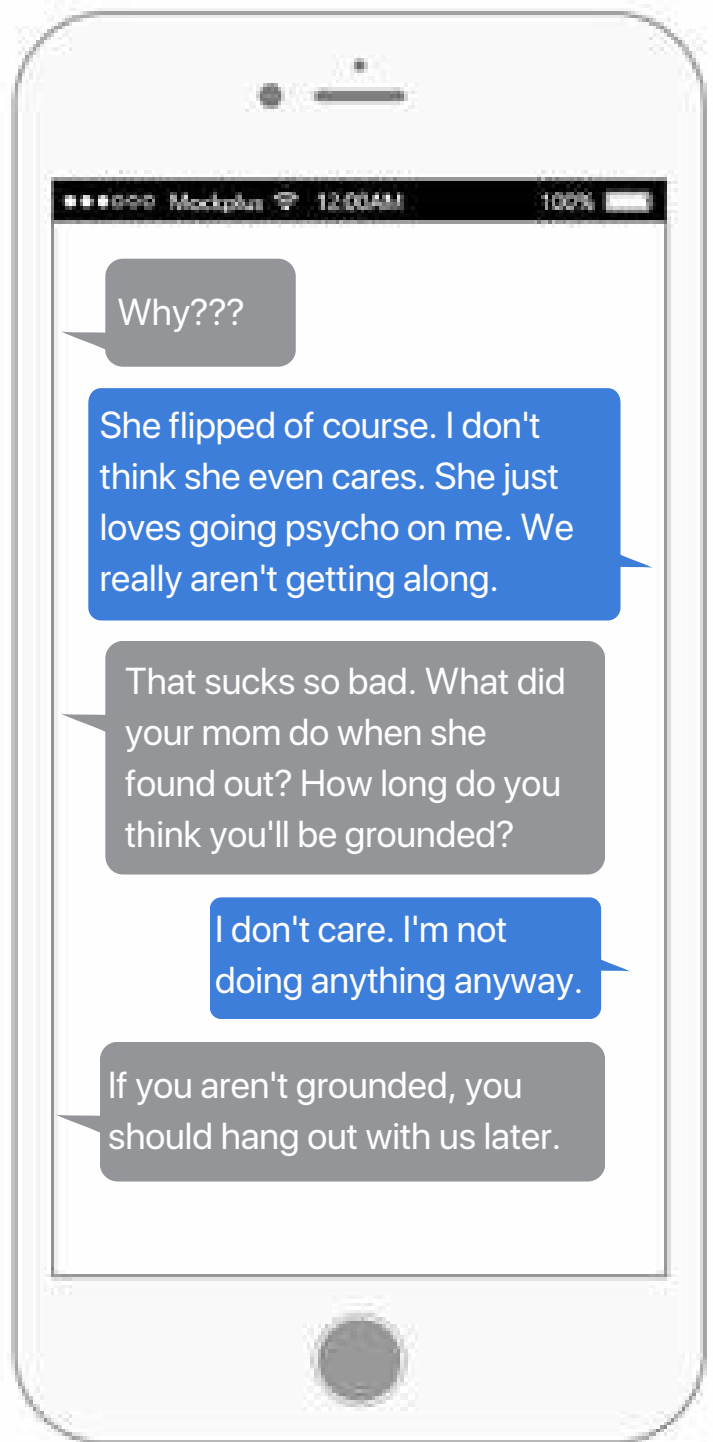 ●●●○○○ Mockplus 12:00AM 100%
Why???
She flipped of course. I don't
think she even cares. She just
loves going psycho on me. We
really aren't getting along.
That sucks so bad. What did
your mom do when she
found out? How long do you
think you'll be grounded?
I don't care. I'm not
doing anything anyway.
If you aren't grounded, you
should hang out with us later.